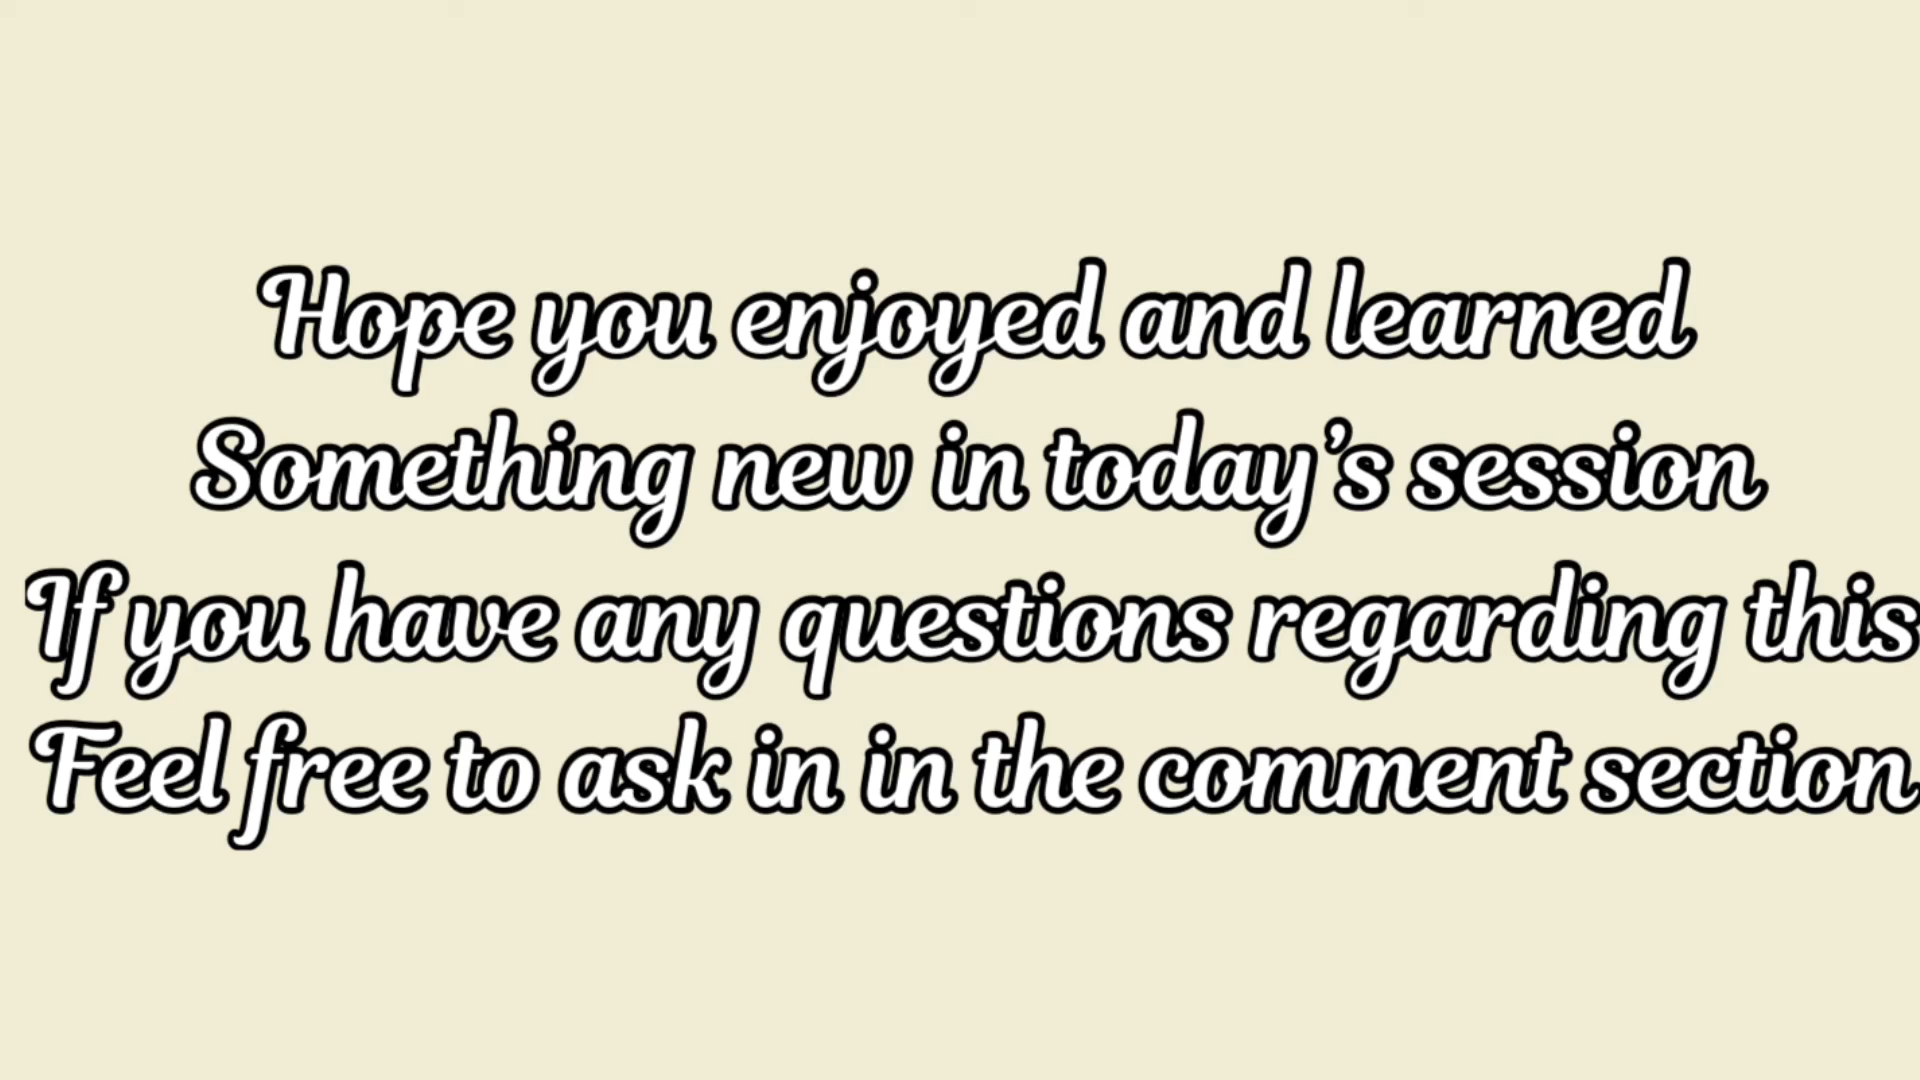 Hope you enjoyed and learned
Something new in today’s session
If you have any questions regarding this
Feel free to ask in in the comment section